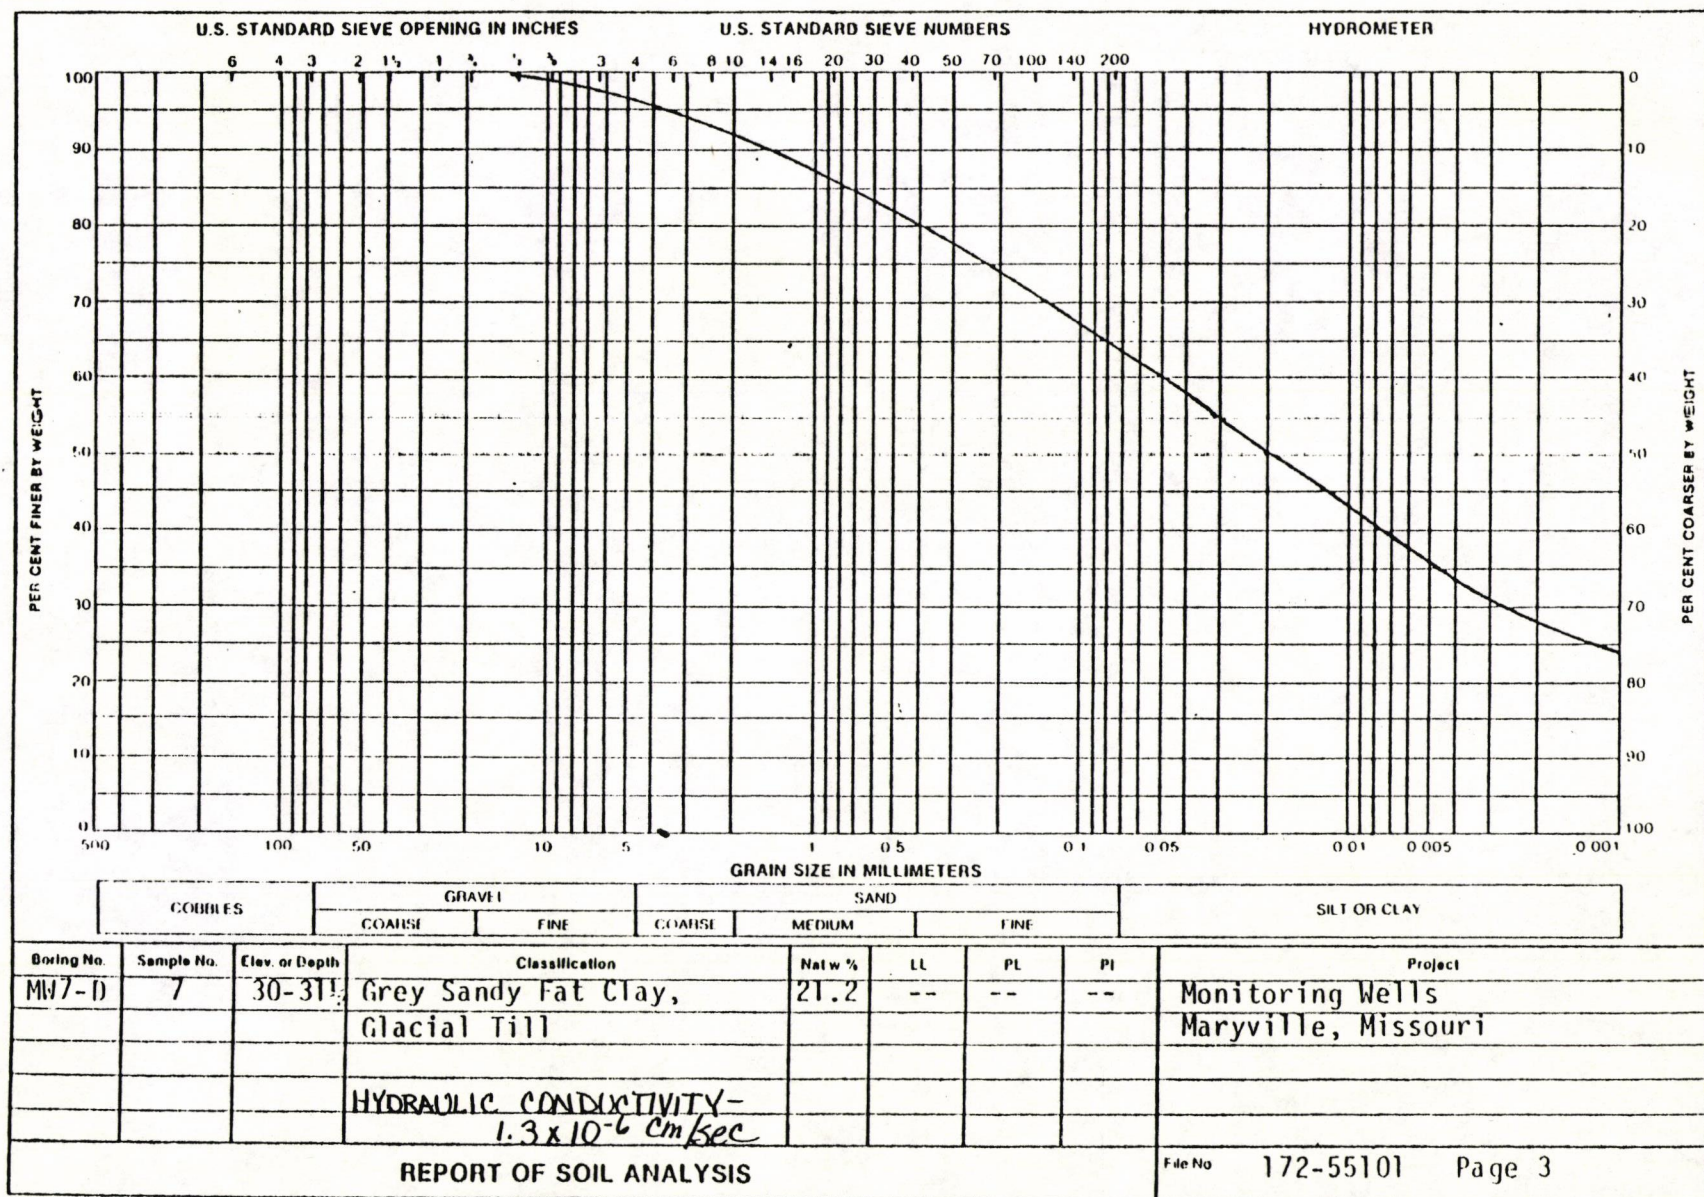 U.S. STANDARD SIEVE OPENING IN INCHES U.S. STANDARD SIEVE NUMBERS HYDROMETER
6 4 3 2 1½ 1 ¾ ½ ⅜ 3 4 6 8 10 14 16 20 30 40 50 70 100 140 200
PER CENT FINER BY WEIGHT
100
90
80
70
60
50
40
30
20
10
0
0
10
20
30
40
50
60
70
80
90
100
PER CENT COARSER BY WEIGHT
500 100 50 10 5 1 0.5 0.1 0.05 0.01 0.005 0.001
GRAIN SIZE IN MILLIMETERS
COBBLES GRAVEL SAND SILT OR CLAY
COARSE FINE COARSE MEDIUM FINE
Boring No. Sample No. Elev. or Depth Classification Nat w % LL PL PI Project
MW7-D 7 30-31½ Grey Sandy Fat Clay, 21.2 -- -- -- Monitoring Wells
Glacial Till Maryville, Missouri
HYDRAULIC CONDUCTIVITY-
1.3 x 10-6 cm/sec
REPORT OF SOIL ANALYSIS File No 172-55101 Page 3